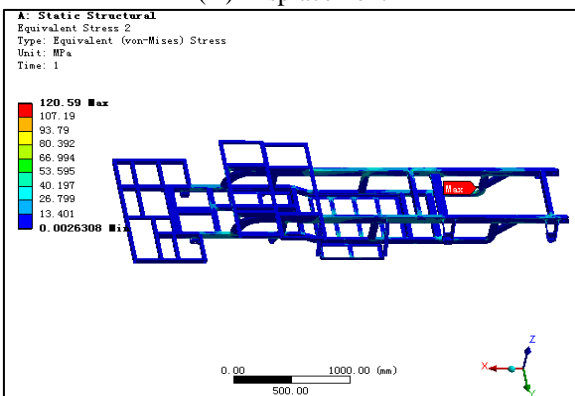 A: Static Structural
Equivalent Stress 2
Type: Equivalent (von-Mises) Stress
Unit: MPa
Time: 1
120.59 Max
107.19
93.79
80.392
66.994
53.595
40.197
26.799
13.401
0.0026308 Min
Max
0.00 1000.00 (mm)
500.00
Z
X
Y